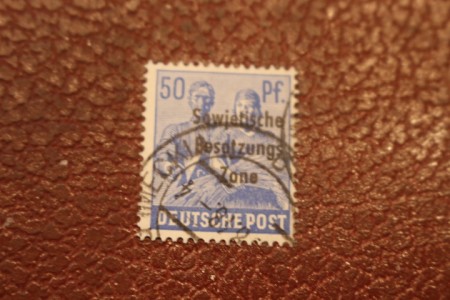 50 Pf.
Sowjetische
Besatzungs
Zone
DEUTSCHE POST